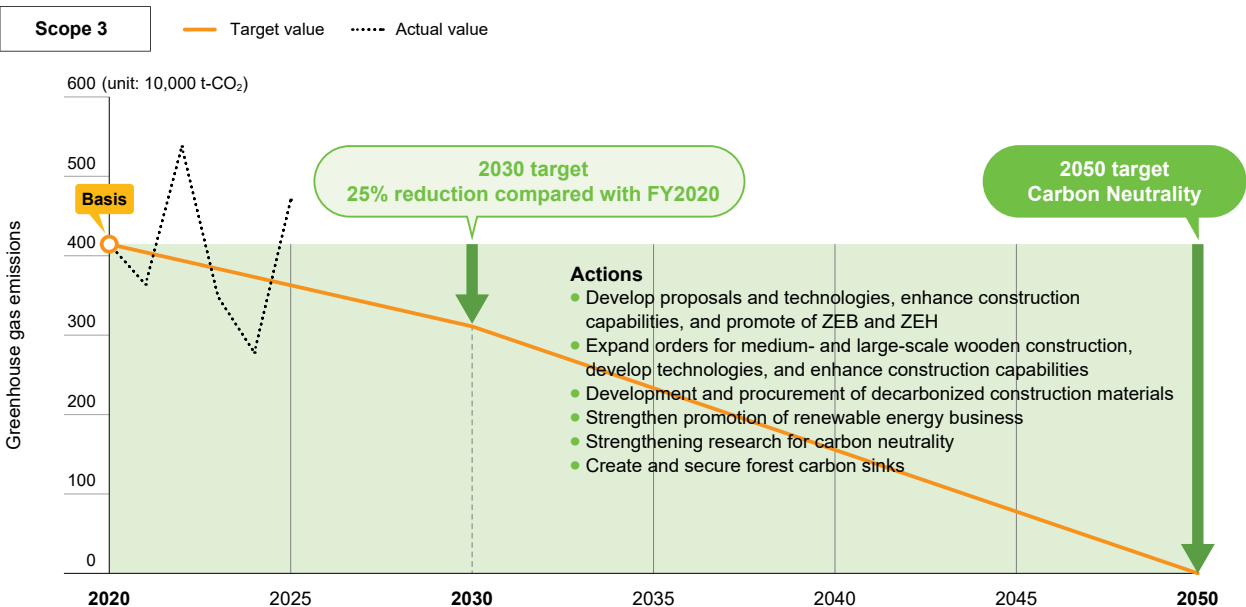 Scope 3
Target value
Actual value
600 (unit: 10,000 t-CO₂)
500
400
300
200
100
0
Greenhouse gas emissions
Basis
2030 target
25% reduction compared with FY2020
2050 target
Carbon Neutrality
Actions
● Develop proposals and technologies, enhance construction
capabilities, and promote of ZEB and ZEH
● Expand orders for medium- and large-scale wooden construction,
develop technologies, and enhance construction capabilities
● Development and procurement of decarbonized construction materials
● Strengthen promotion of renewable energy business
● Strengthening research for carbon neutrality
● Create and secure forest carbon sinks
2020 2025 2030 2035 2040 2045 2050